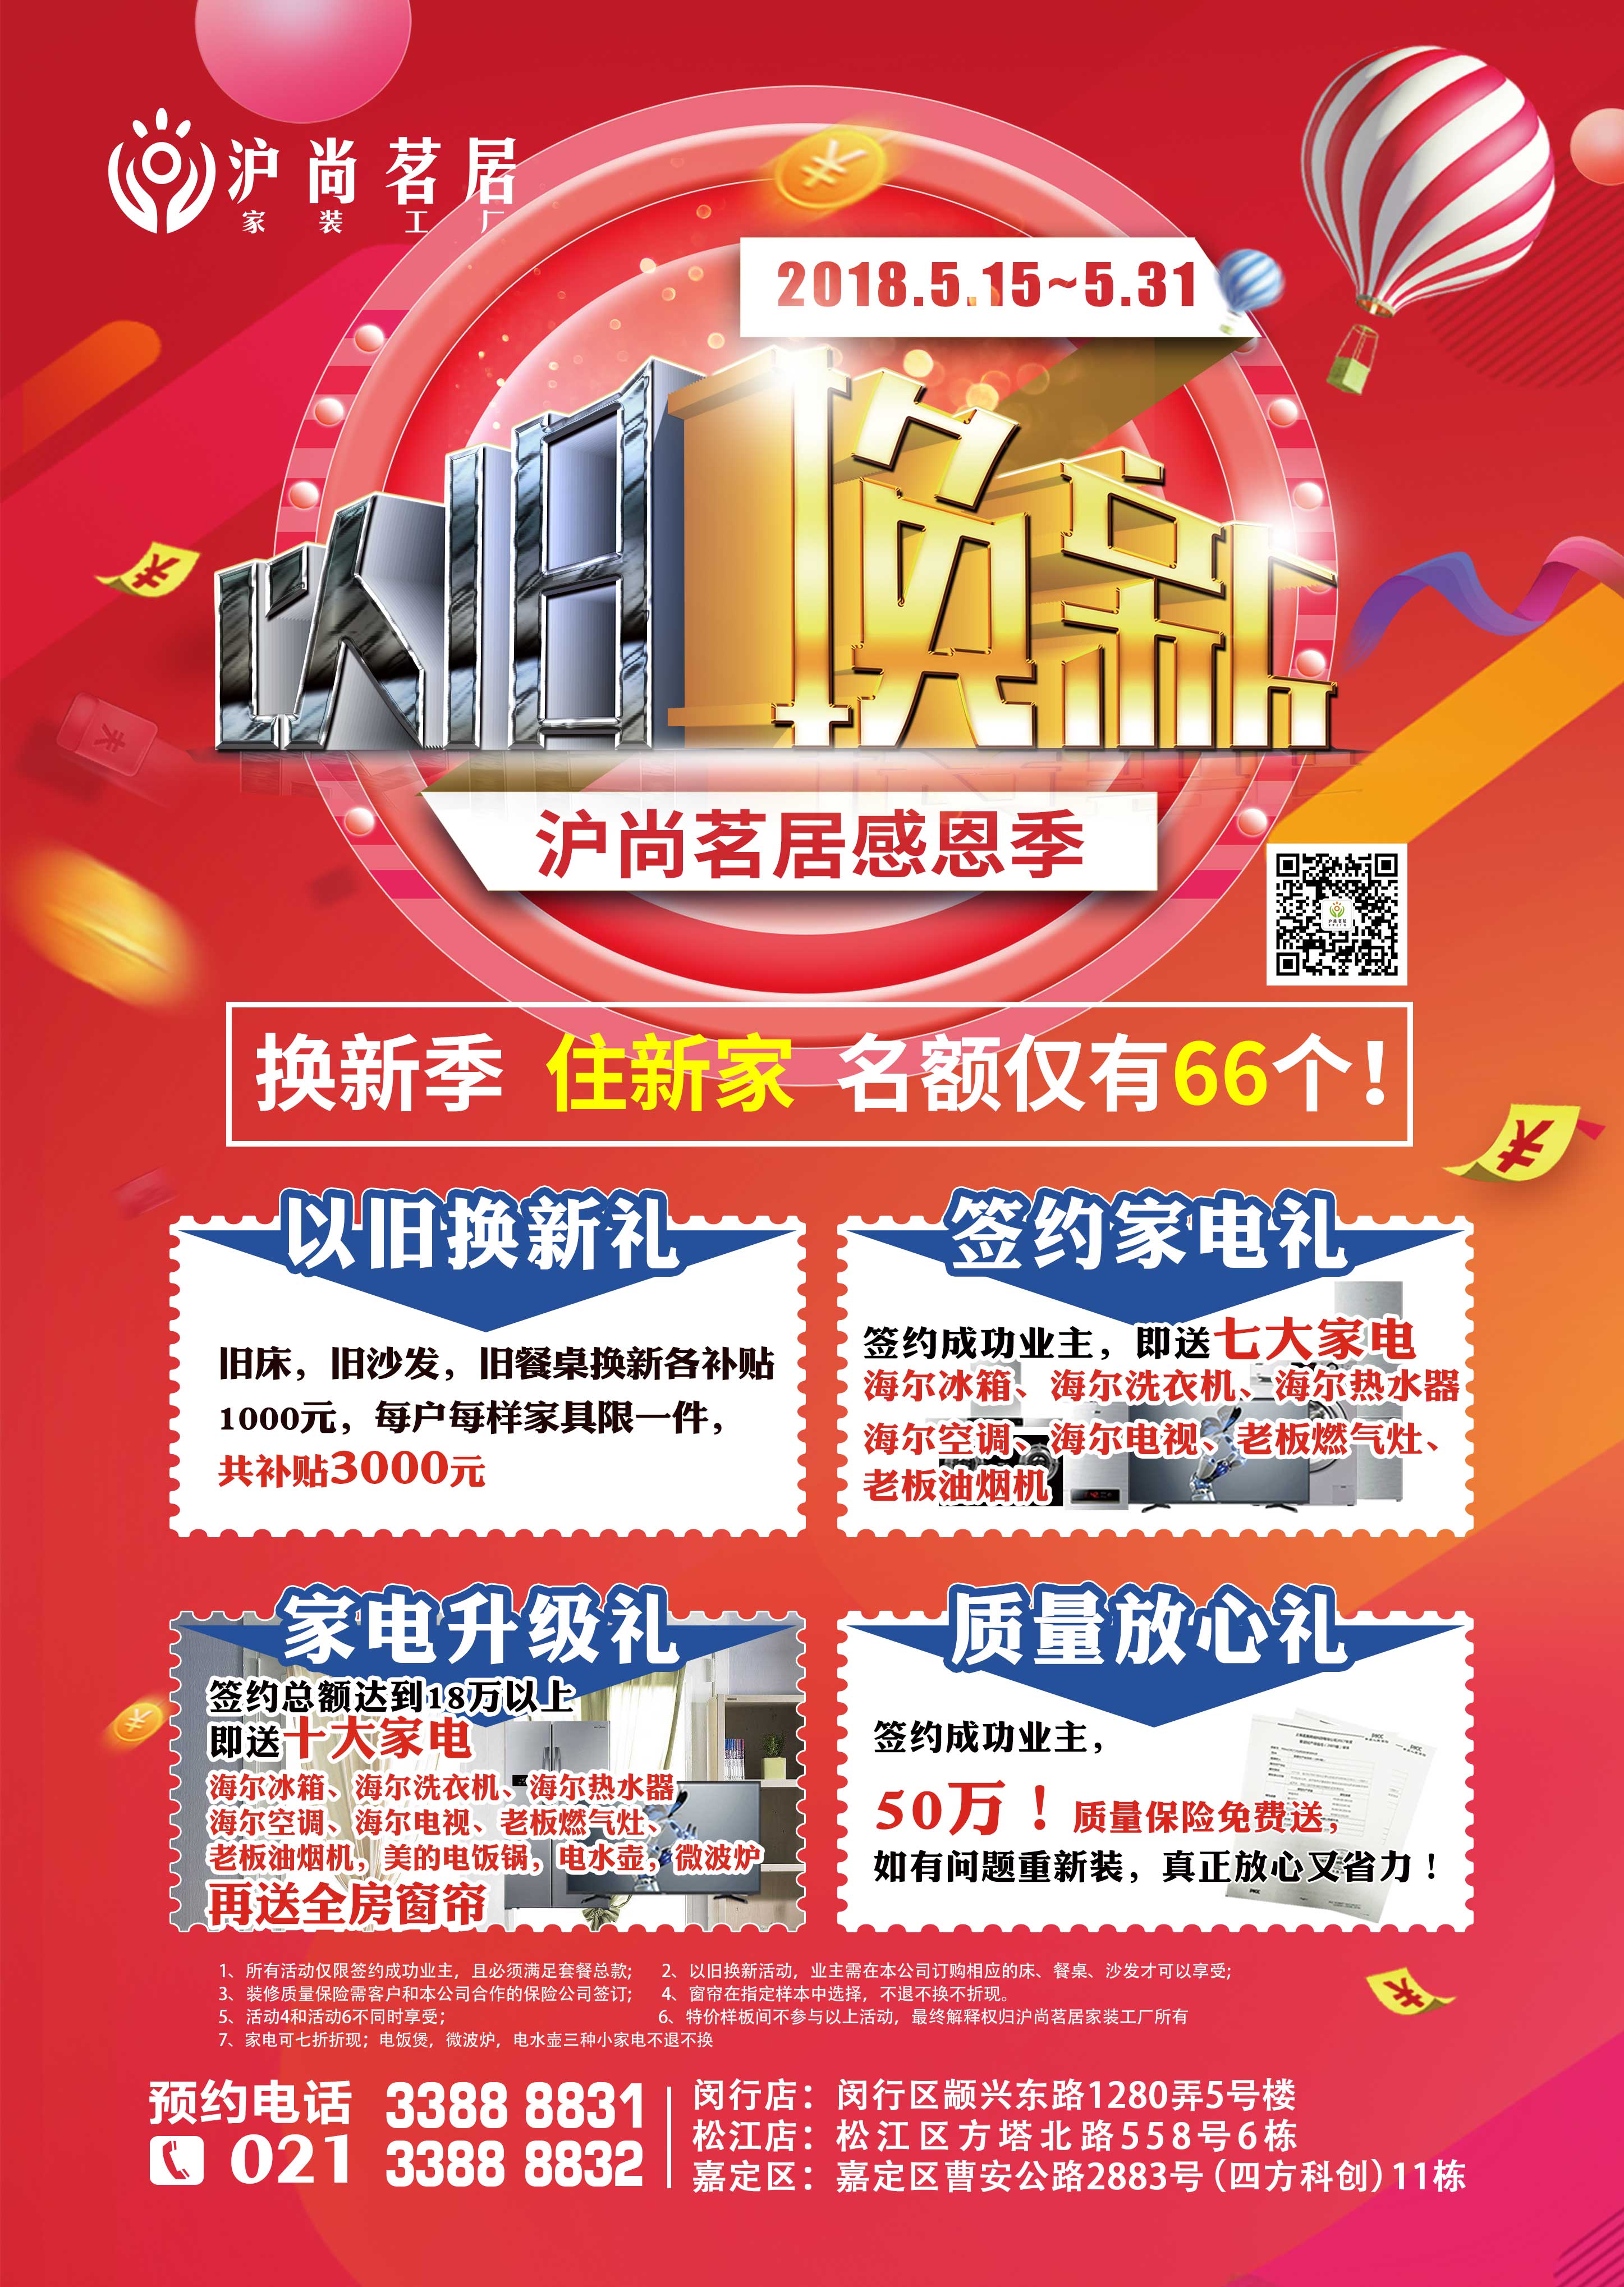 沪尚茗居
家装工厂
2018.5.15~5.31
以旧换新
沪尚茗居感恩季
换新季 住新家 名额仅有66个！
以旧换新礼
旧床，旧沙发，旧餐桌换新各补贴
1000元，每户每样家具限一件，
共补贴3000元
签约家电礼
签约成功业主，即送七大家电
海尔冰箱、海尔洗衣机、海尔热水器
海尔空调、海尔电视、老板燃气灶、
老板油烟机
家电升级礼
签约总额达到18万以上
即送十大家电
海尔冰箱、海尔洗衣机、海尔热水器
海尔空调、海尔电视、老板燃气灶、
老板油烟机，美的电饭锅，电水壶，微波炉
再送全房窗帘
质量放心礼
签约成功业主，
50万！质量保险免费送，
如有问题重新装，真正放心又省力！
1、所有活动仅限签约成功业主，且必须满足套餐总款； 2、以旧换新活动，业主需在本公司订购相应的床、餐桌、沙发才可以享受；
3、装修质量保险需客户和本公司合作的保险公司签订； 4、窗帘在指定样本中选择，不退不换不折现。
5、活动4和活动6不同时享受； 6、特价样板间不参与以上活动，最终解释权归沪尚茗居家装工厂所有
7、家电可七折折现；电饭煲，微波炉，电水壶三种小家电不退不换
预约电话 3388 8831
021 3388 8832
闵行店：闵行区颛兴东路1280弄5号楼
松江店：松江区方塔北路558号6栋
嘉定区：嘉定区曹安公路2883号（四方科创）11栋